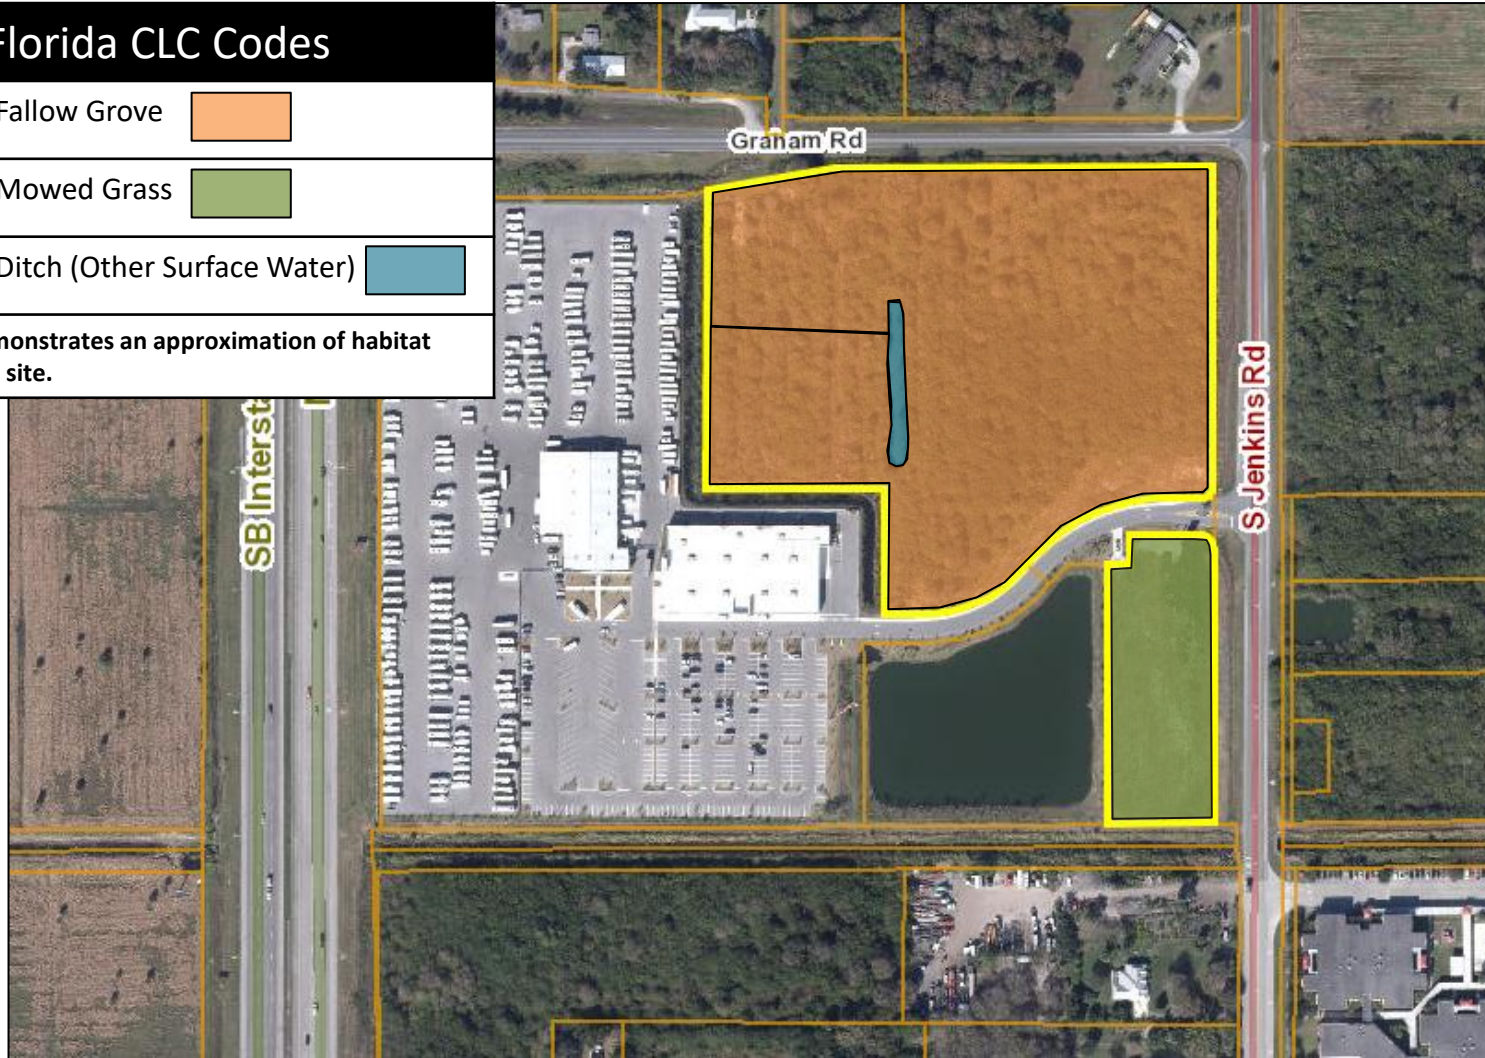 Florida CLC Codes
Fallow Grove
Mowed Grass
Ditch (Other Surface Water)
monstrates an approximation of habitat
site.
Graham Rd
SB Interst
S Jenkins Rd